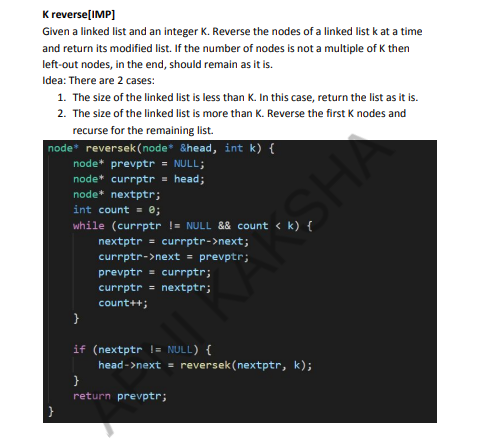 K reverse[IMP]
Given a linked list and an integer K. Reverse the nodes of a linked list k at a time
and return its modified list. If the number of nodes is not a multiple of K then
left-out nodes, in the end, should remain as it is.
Idea: There are 2 cases:
1. The size of the linked list is less than K. In this case, return the list as it is.
2. The size of the linked list is more than K. Reverse the first K nodes and
recurse for the remaining list.
node* reversek(node* &head, int k) {
node* prevptr = NULL;
node* currptr = head;
node* nextptr;
int count = 0;
while (currptr != NULL && count < k) {
nextptr = currptr->next;
currptr->next = prevptr;
prevptr = currptr;
currptr = nextptr;
count++;
}
if (nextptr != NULL) {
head->next = reversek(nextptr, k);
}
return prevptr;
}
APNI KAKSHA